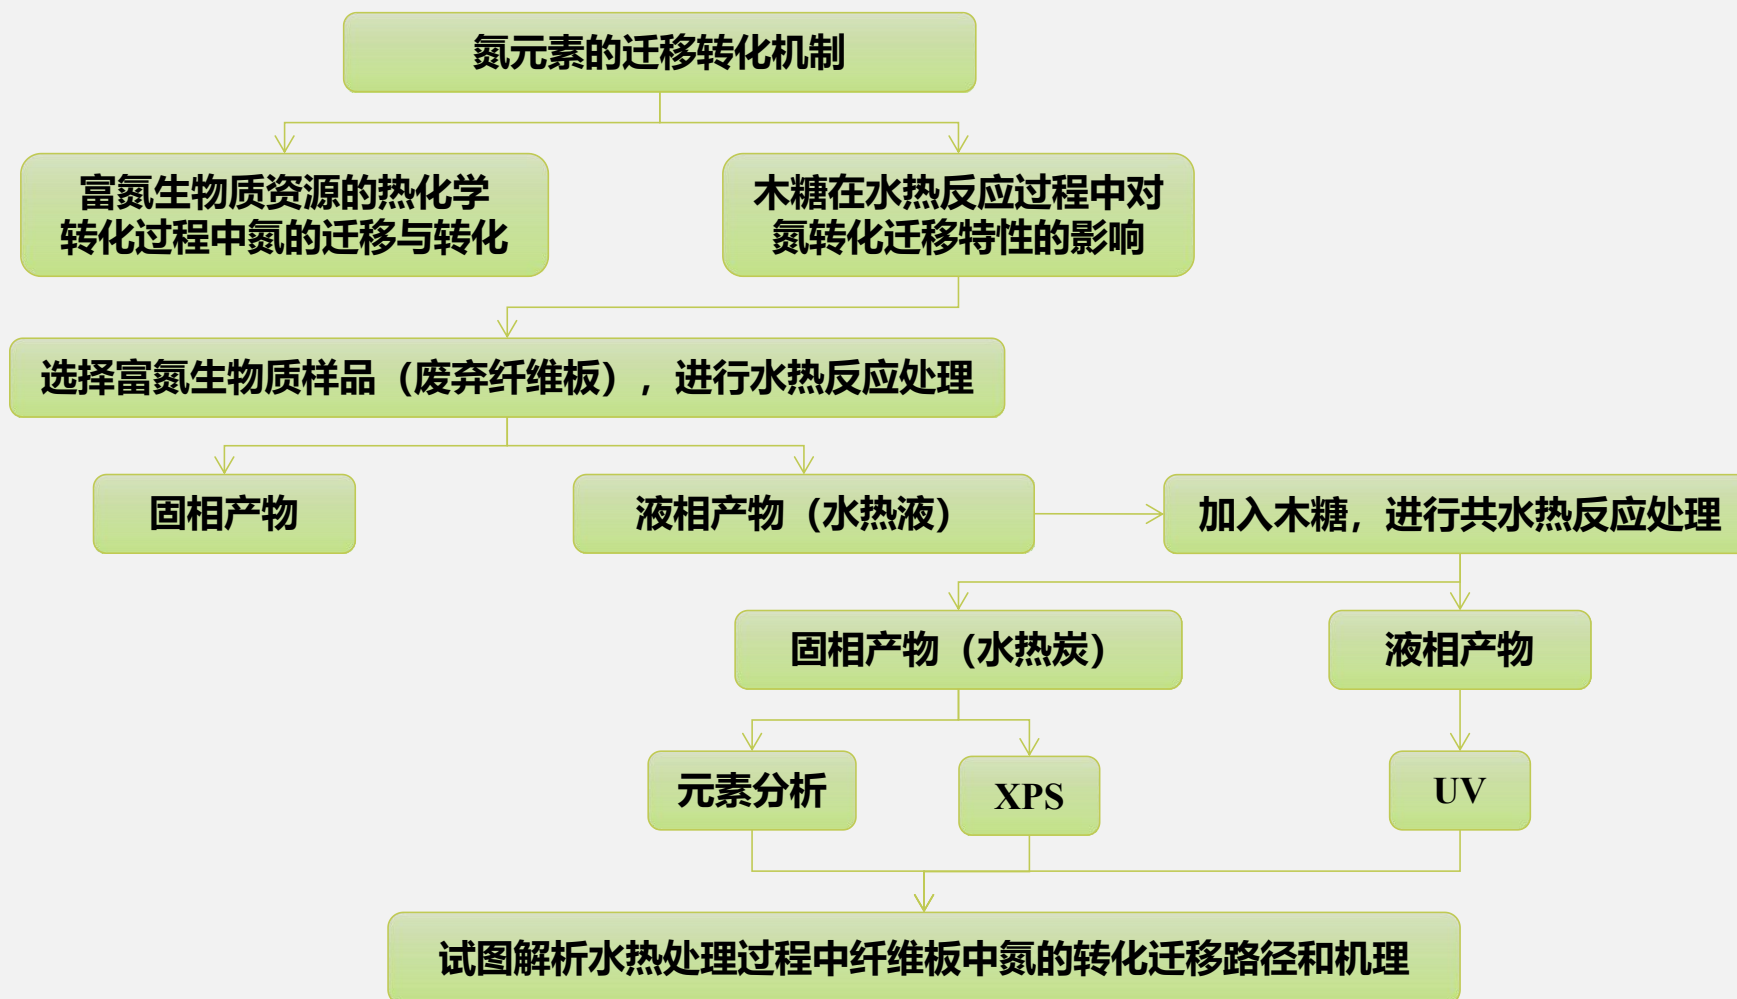 氮元素的迁移转化机制
富氮生物质资源的热化学
转化过程中氮的迁移与转化
木糖在水热反应过程中对
氮转化迁移特性的影响
选择富氮生物质样品（废弃纤维板），进行水热反应处理
固相产物
液相产物（水热液）
加入木糖，进行共水热反应处理
固相产物（水热炭）
液相产物
元素分析
XPS
UV
试图解析水热处理过程中纤维板中氮的转化迁移路径和机理